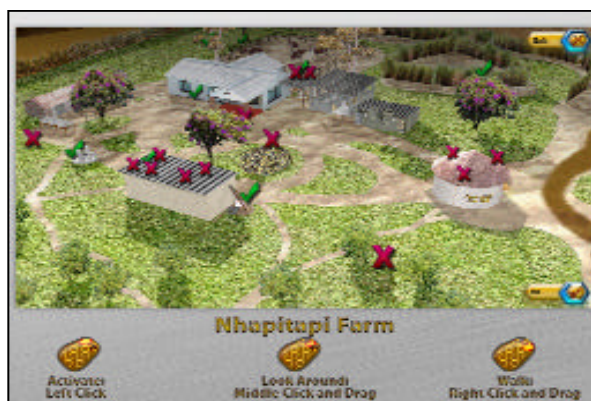 Nhapitapi Farm
Activate: Look Around: Walk:
Left Click Middle Click and Drag Right Click and Drag